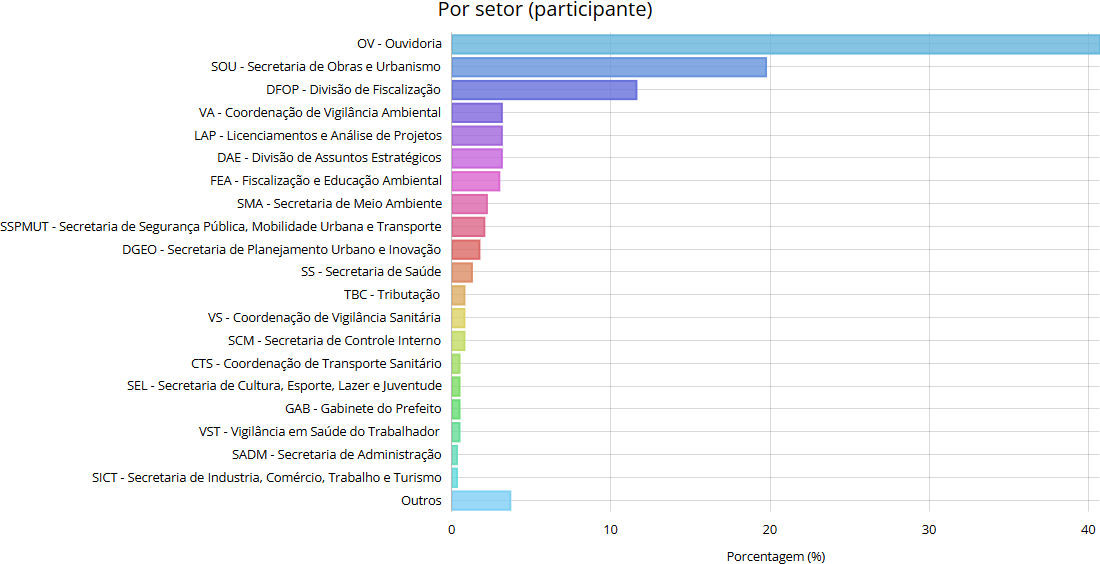 Por setor (participante)
OV - Ouvidoria
SOU - Secretaria de Obras e Urbanismo
DFOP - Divisão de Fiscalização
VA - Coordenação de Vigilância Ambiental
LAP - Licenciamentos e Análise de Projetos
DAE - Divisão de Assuntos Estratégicos
FEA - Fiscalização e Educação Ambiental
SMA - Secretaria de Meio Ambiente
SSPMUT - Secretaria de Segurança Pública, Mobilidade Urbana e Transporte
DGEO - Secretaria de Planejamento Urbano e Inovação
SS - Secretaria de Saúde
TBC - Tributação
VS - Coordenação de Vigilância Sanitária
SCM - Secretaria de Controle Interno
CTS - Coordenação de Transporte Sanitário
SEL - Secretaria de Cultura, Esporte, Lazer e Juventude
GAB - Gabinete do Prefeito
VST - Vigilância em Saúde do Trabalhador
SADM - Secretaria de Administração
SICT - Secretaria de Industria, Comércio, Trabalho e Turismo
Outros
0 10 20 30 40
Porcentagem (%)